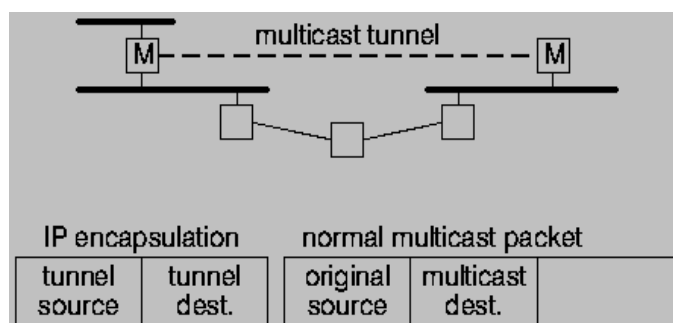 multicast tunnel
M
M
IP encapsulation
normal multicast packet
tunnel source
tunnel dest.
original source
multicast dest.